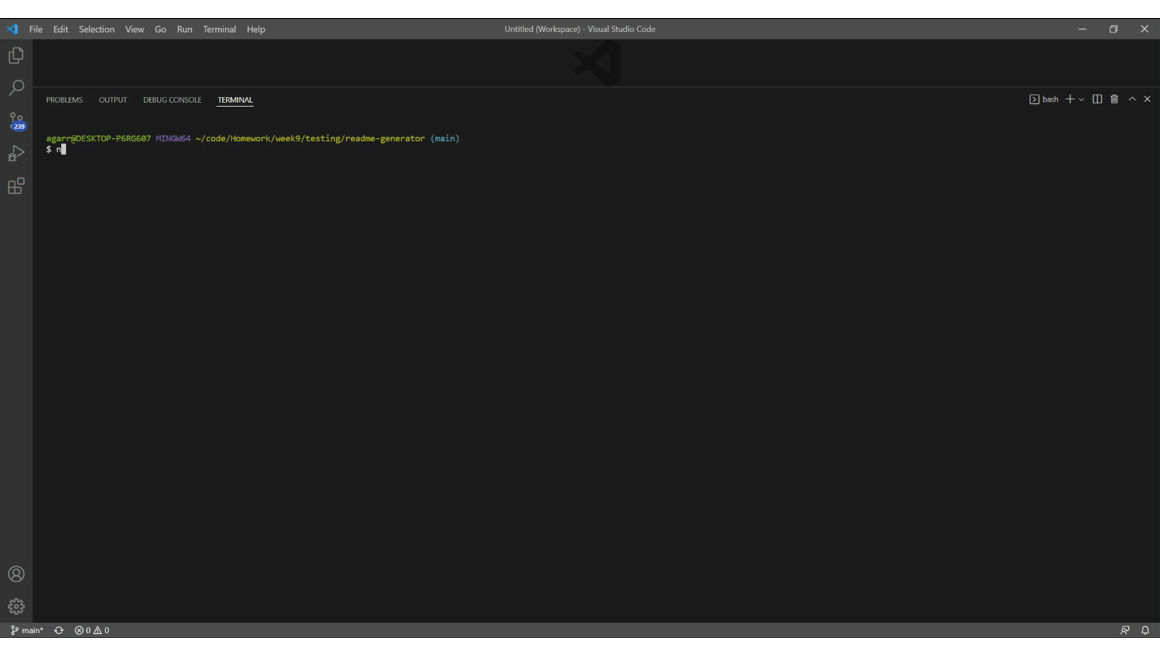 File Edit Selection View Go Run Terminal Help
Untitled (Workspace) - Visual Studio Code
PROBLEMS OUTPUT DEBUG CONSOLE TERMINAL
bash
239
agarr@DESKTOP-P6RG607 MINGW64 ~/code/Homework/week9/testing/readme-generator (main)
$ n
main* 0 0